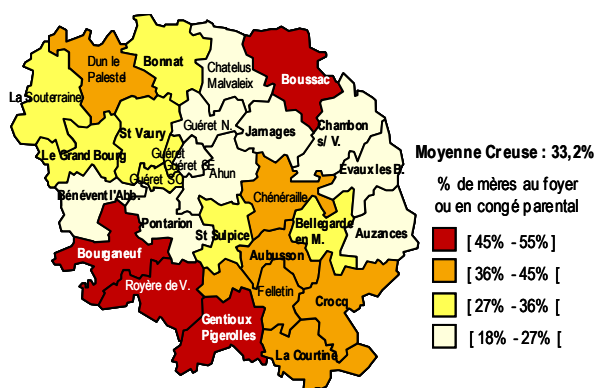 Dun le
Palestel
Bonnat
Chatelus
Malvaleix
Boussac
La Souterraine
St Vaury
Guéret N.
Jarnages
Chambon
s/ V.
Le Grand Bourg
Guéret
Guéret SE
Guéret SO
Ahun
Evaux les B.
Bénévent l'Abb.
Chénéraille
Pontarion
St Sulpice
Bellegarde
en M.
Auzances
Bourganeuf
Aubusson
Royère de V.
Felletin
Crocq
Gentioux
Pigerolles
La Courtine
Moyenne Creuse : 33,2%
% de mères au foyer
ou en congé parental
[ 45% - 55% ]
[ 36% - 45% [
[ 27% - 36% [
[ 18% - 27% [